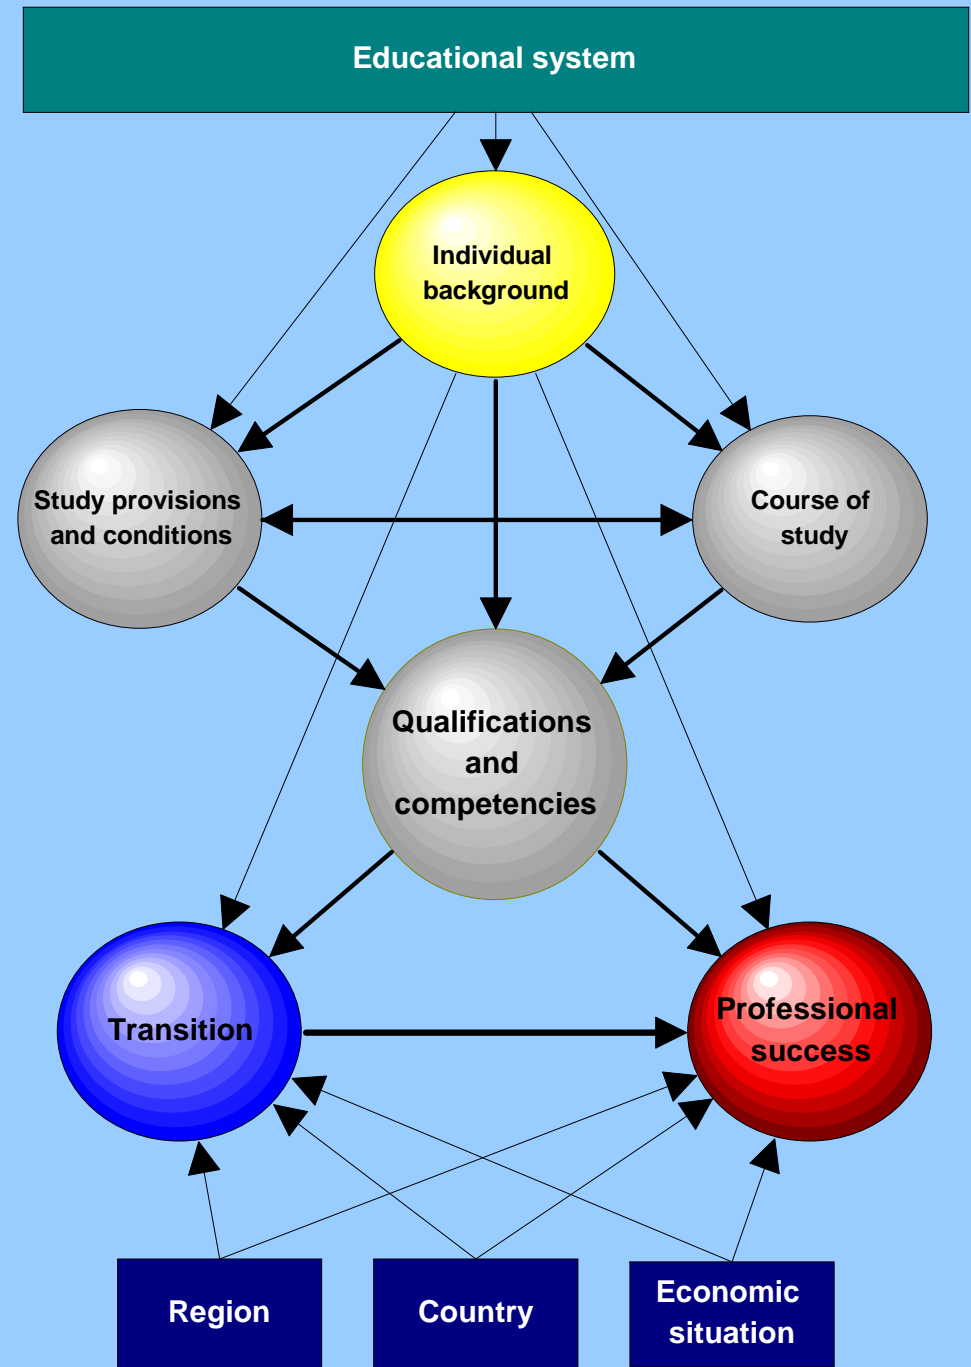 Educational system
Individual
background
Study provisions
and conditions
Course of
study
Qualifications
and
competencies
Transition
Professional
success
Region
Country
Economic
situation